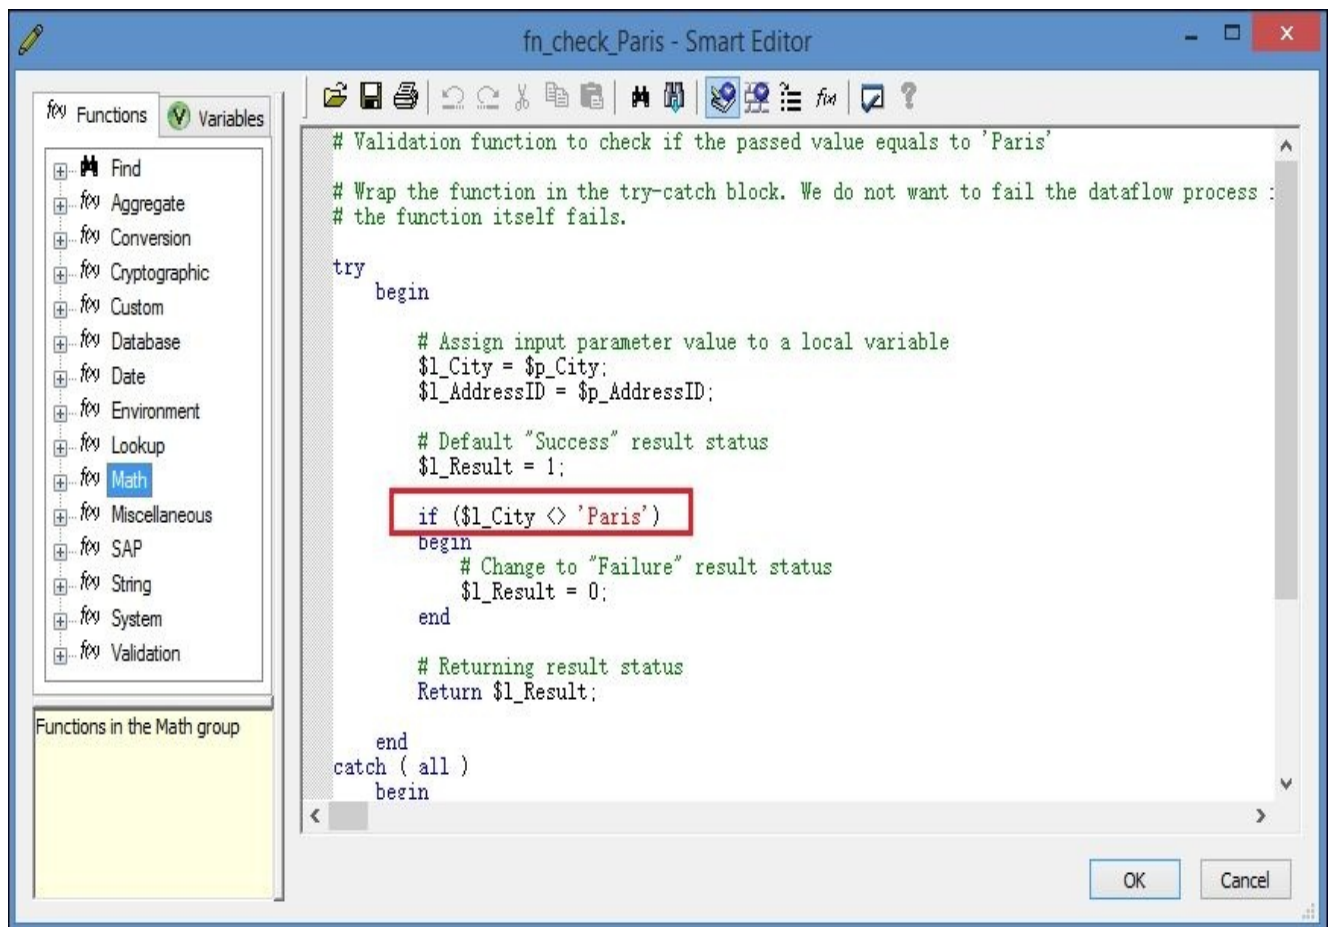 fn_check_Paris - Smart Editor
f(x) Functions
Variables
Find
f(x) Aggregate
f(x) Conversion
f(x) Cryptographic
f(x) Custom
f(x) Database
f(x) Date
f(x) Environment
f(x) Lookup
f(x) Math
f(x) Miscellaneous
f(x) SAP
f(x) String
f(x) System
f(x) Validation
Functions in the Math group
# Validation function to check if the passed value equals to 'Paris'
# Wrap the function in the try-catch block. We do not want to fail the dataflow process
# the function itself fails.
try
begin
# Assign input parameter value to a local variable
$l_City = $p_City;
$l_AddressID = $p_AddressID;
# Default "Success" result status
$l_Result = 1;
if ($l_City <> 'Paris')
begin
# Change to "Failure" result status
$l_Result = 0;
end
# Returning result status
Return $l_Result;
end
catch ( all )
begin
OK
Cancel